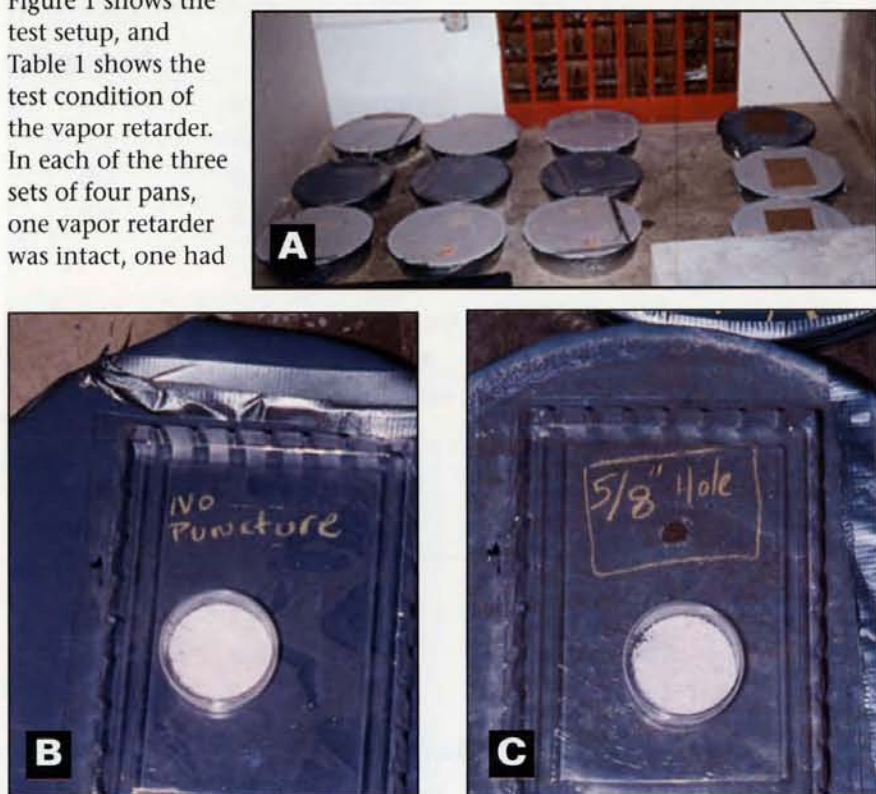 Figure 1 shows the
test setup, and
Table 1 shows the
test condition of
the vapor retarder.
In each of the three
sets of four pans,
one vapor retarder
was intact, one had
A
NO
Puncture
B
5/8" Hole
C